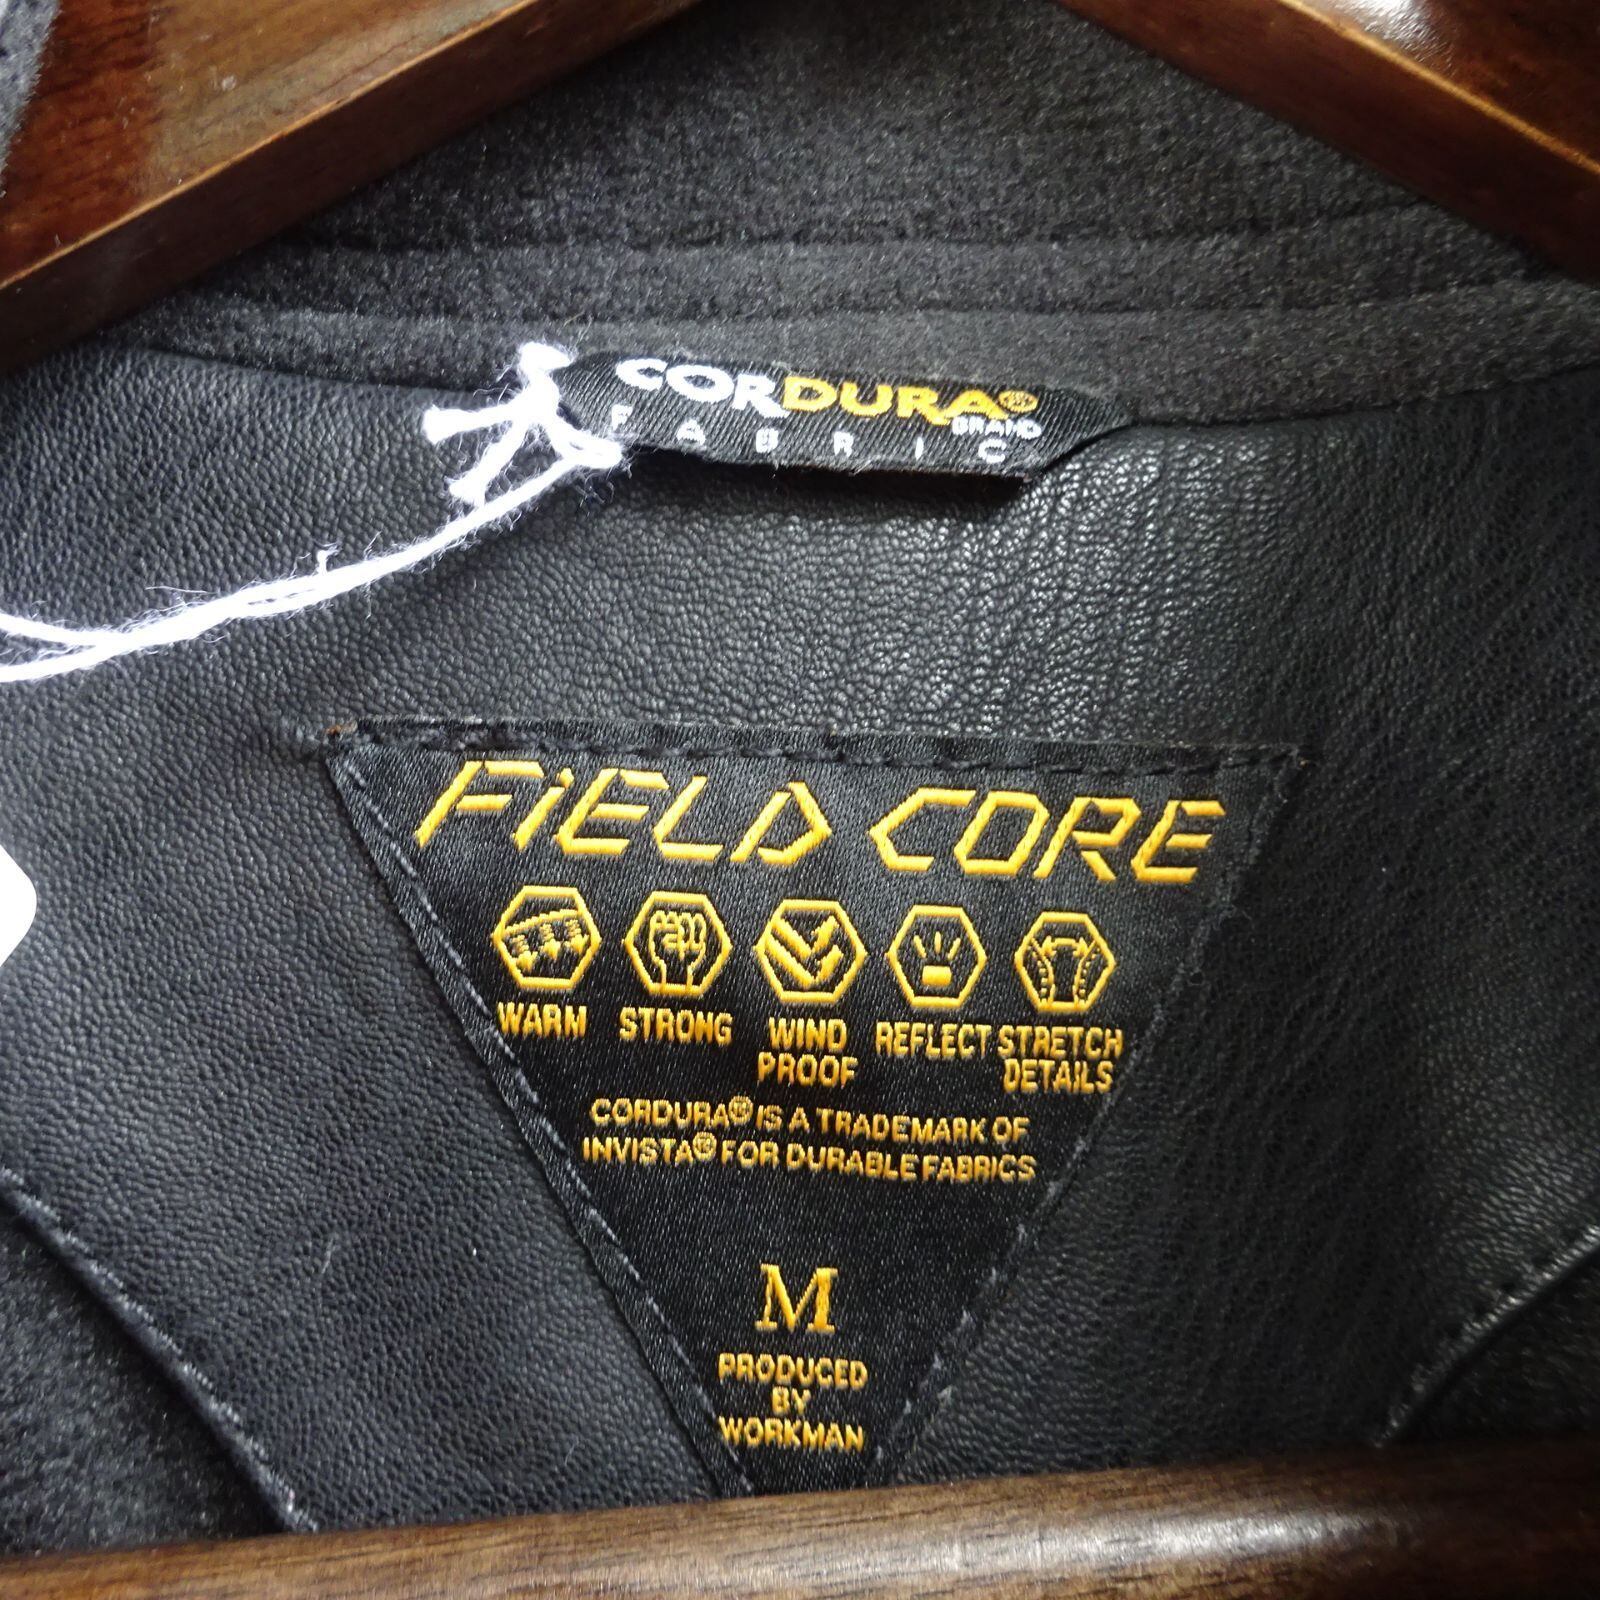 CORDURA®
BRAND
FABRIC
FiELD CORE
WARM STRONG WIND PROOF REFLECT STRETCH DETAILS
CORDURA® IS A TRADEMARK OF
INVISTA® FOR DURABLE FABRICS
M
PRODUCED
BY
WORKMAN